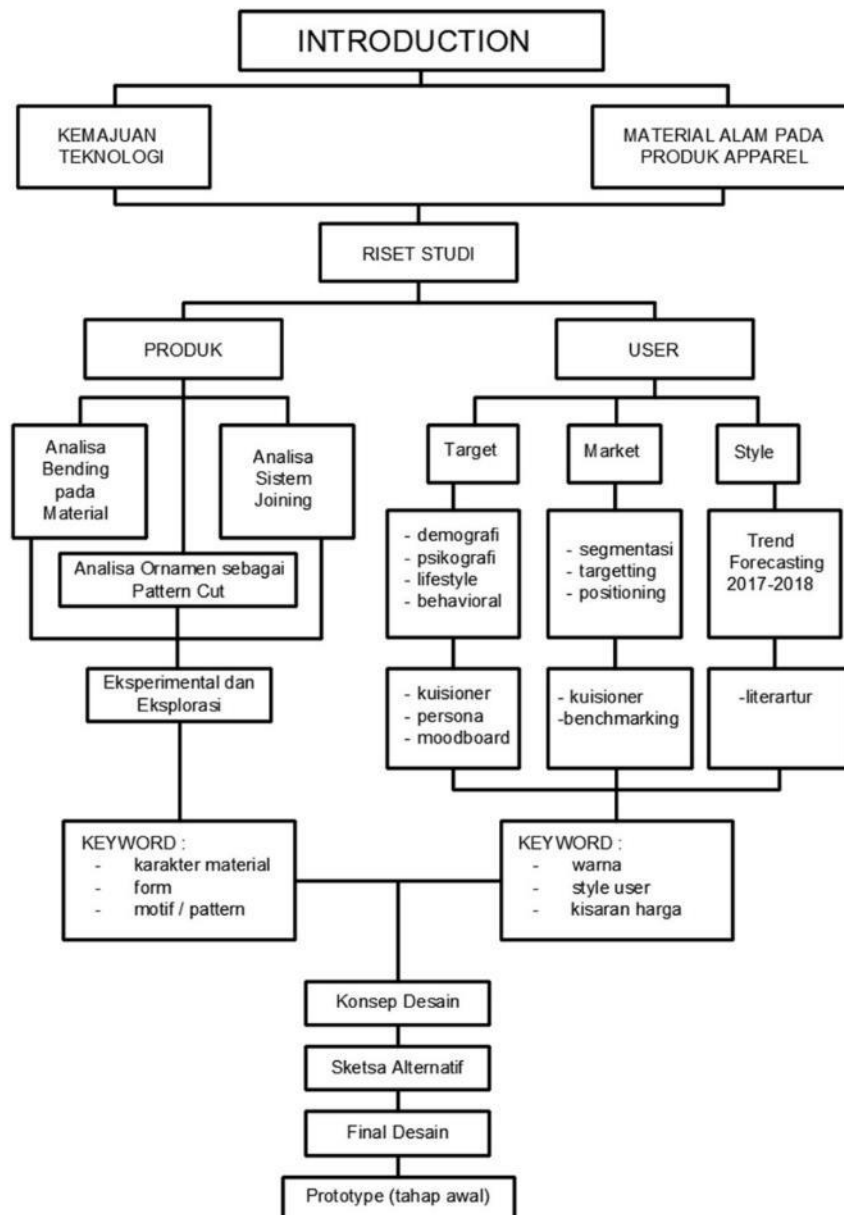 INTRODUCTION
KEMAJUAN
TEKNOLOGI
MATERIAL ALAM PADA
PRODUK APPAREL
RISET STUDI
PRODUK
USER
Analisa
Bending
pada
Material
Analisa
Sistem
Joining
Analisa Ornamen sebagai
Pattern Cut
Eksperimental dan
Eksplorasi
Target
Market
Style
- demografi
- psikografi
- lifestyle
- behavioral
- segmentasi
- targetting
- positioning
Trend
Forecasting
2017-2018
- kuisioner
- persona
- moodboard
- kuisioner
-benchmarking
-literartur
KEYWORD :
- karakter material
- form
- motif / pattern
KEYWORD :
- warna
- style user
- kisaran harga
Konsep Desain
Sketsa Alternatif
Final Desain
Prototype (tahap awal)